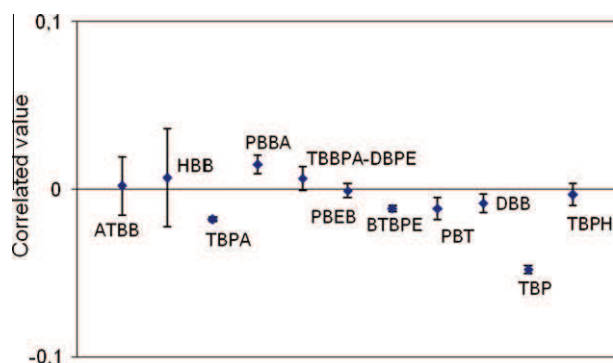 0,1
Correlated value
0
-0.1
ATBB
HBB
TBPA
PBBA
TBBPA-DBPE
PBEB
BTBPE
PBT
DBB
TBP
TBPH